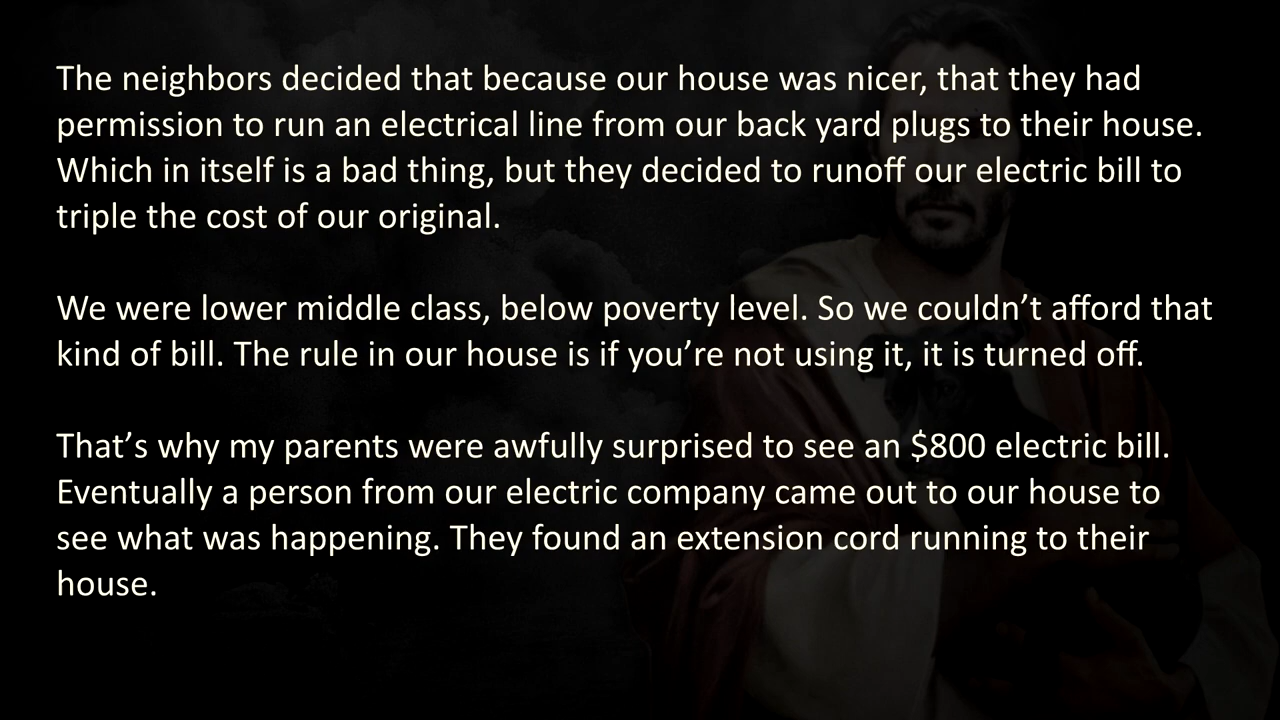 The neighbors decided that because our house was nicer, that they had
permission to run an electrical line from our back yard plugs to their house.
Which in itself is a bad thing, but they decided to runoff our electric bill to
triple the cost of our original.
We were lower middle class, below poverty level. So we couldn’t afford that
kind of bill. The rule in our house is if you’re not using it, it is turned off.
That’s why my parents were awfully surprised to see an $800 electric bill.
Eventually a person from our electric company came out to our house to
see what was happening. They found an extension cord running to their
house.